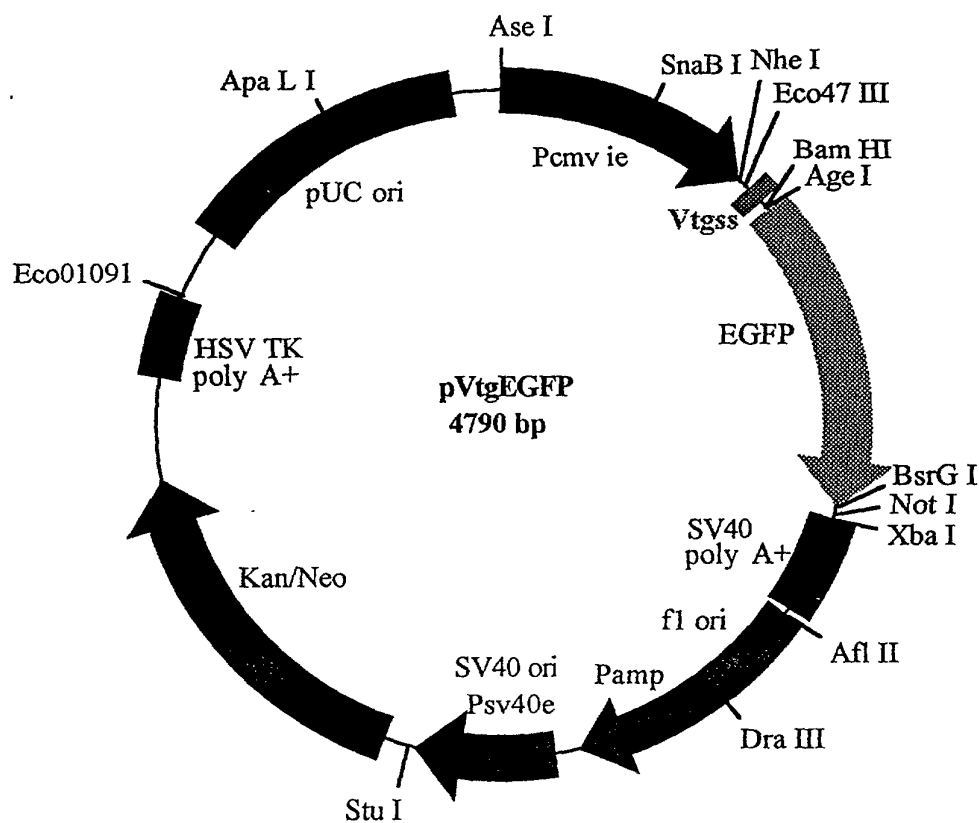 Ase I
SnaB I
Nhe I
Eco47 III
Apa L I
Bam HI
Age I
Pcmv ie
pUC ori
Vtgss
Eco01091
EGFP
HSV TK
poly A+
pVtgEGFP
4790 bp
BsrG I
Not I
Xba I
SV40
poly A+
Kan/Neo
f1 ori
Afl II
SV40 ori
Psv40e
Pamp
Dra III
Stu I